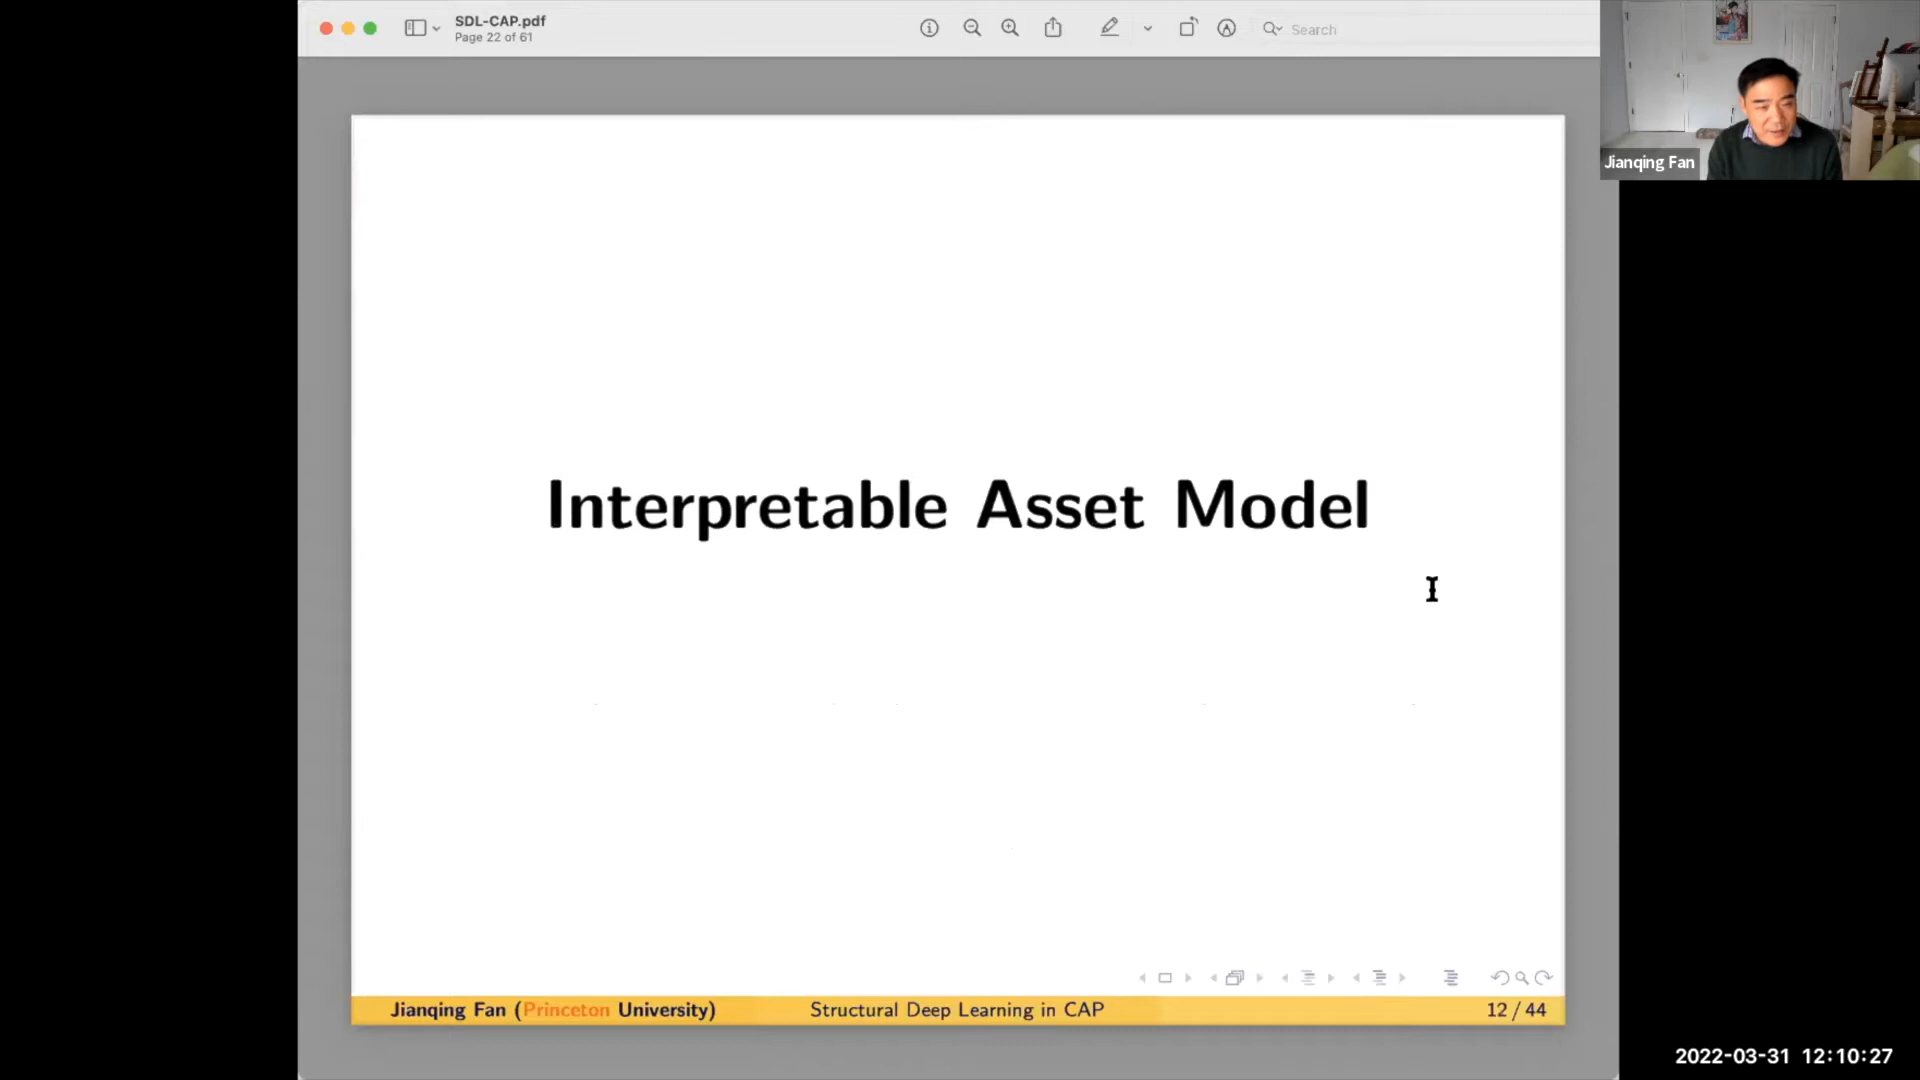 SDL-CAP.pdf
Page 22 of 61
Search
Jianqing Fan
Interpretable Asset Model
Jianqing Fan (Princeton University)
Structural Deep Learning in CAP
12 / 44
2022-03-31 12:10:27